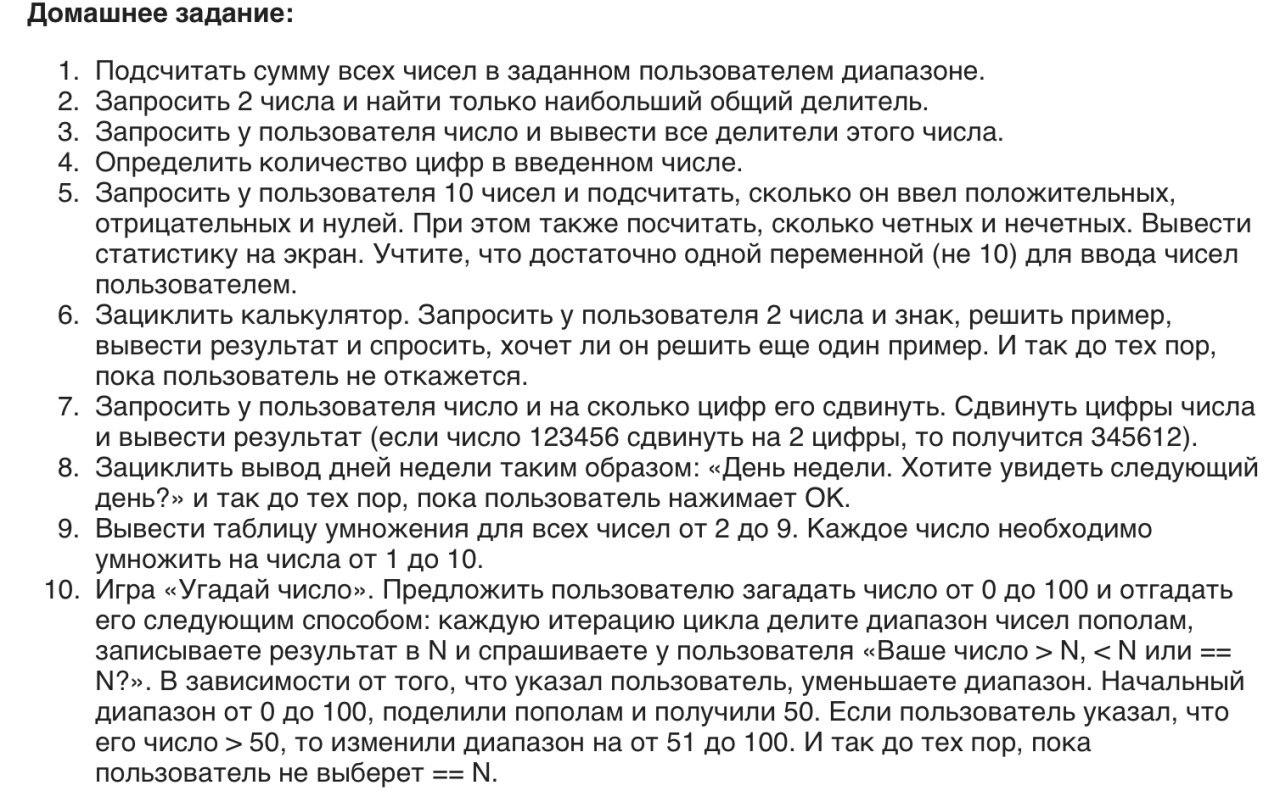 Домашнее задание:
1. Подсчитать сумму всех чисел в заданном пользователем диапазоне.
2. Запросить 2 числа и найти только наибольший общий делитель.
3. Запросить у пользователя число и вывести все делители этого числа.
4. Определить количество цифр в введенном числе.
5. Запросить у пользователя 10 чисел и подсчитать, сколько он ввел положительных,
отрицательных и нулей. При этом также посчитать, сколько четных и нечетных. Вывести
статистику на экран. Учтите, что достаточно одной переменной (не 10) для ввода чисел
пользователем.
6. Зациклить калькулятор. Запросить у пользователя 2 числа и знак, решить пример,
вывести результат и спросить, хочет ли он решить еще один пример. И так до тех пор,
пока пользователь не откажется.
7. Запросить у пользователя число и на сколько цифр его сдвинуть. Сдвинуть цифры числа
и вывести результат (если число 123456 сдвинуть на 2 цифры, то получится 345612).
8. Зациклить вывод дней недели таким образом: «День недели. Хотите увидеть следующий
день?» и так до тех пор, пока пользователь нажимает OK.
9. Вывести таблицу умножения для всех чисел от 2 до 9. Каждое число необходимо
умножить на числа от 1 до 10.
10. Игра «Угадай число». Предложить пользователю загадать число от 0 до 100 и отгадать
его следующим способом: каждую итерацию цикла делите диапазон чисел пополам,
записываете результат в N и спрашиваете у пользователя «Ваше число > N, < N или ==
N?». В зависимости от того, что указал пользователь, уменьшаете диапазон. Начальный
диапазон от 0 до 100, поделили пополам и получили 50. Если пользователь указал, что
его число > 50, то изменили диапазон на от 51 до 100. И так до тех пор, пока
пользователь не выберет == N.